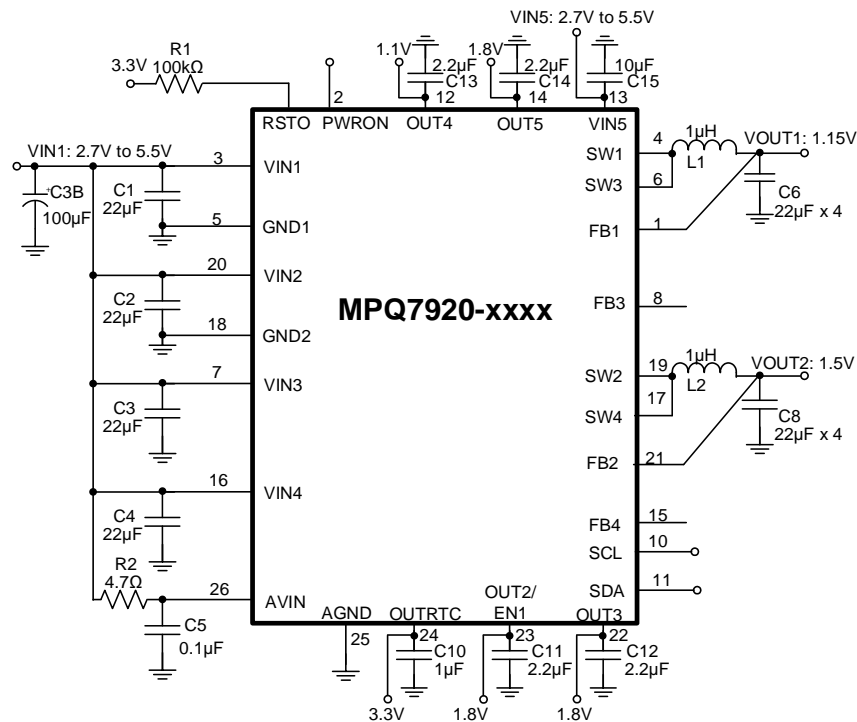 VIN5: 2.7V to 5.5V
R1
100kΩ
3.3V
2
1.1V
2.2µF
C13
12
1.8V
2.2µF
C14
14
10µF
C15
13
RSTO
PWRON
OUT4
OUT5
VIN5
VIN1: 2.7V to 5.5V
+
C3B
100µF
3
VIN1
C1
22µF
5
GND1
20
VIN2
C2
22µF
18
GND2
7
VIN3
C3
22µF
16
VIN4
C4
22µF
R2
4.7Ω
26
AVIN
C5
0.1µF
MPQ7920-xxxx
SW1
4
1µH
L1
VOUT1: 1.15V
SW3
6
C6
22µF x 4
FB1
1
FB3
8
SW2
19
1µH
L2
VOUT2: 1.5V
SW4
17
C8
22µF x 4
FB2
21
FB4
15
SCL
10
SDA
11
AGND
25
OUTRTC
24
C10
1µF
3.3V
OUT2/
EN1
23
C11
2.2µF
1.8V
OUT3
22
C12
2.2µF
1.8V